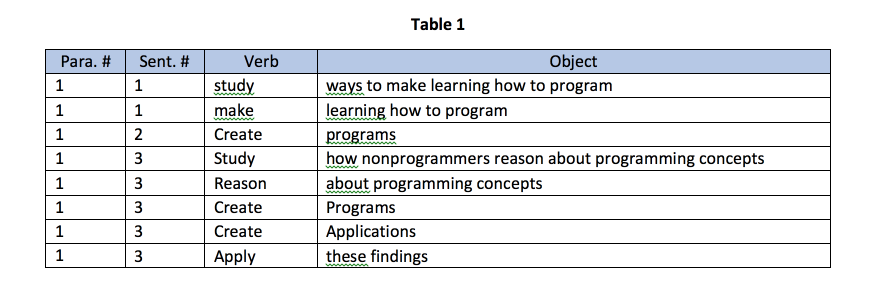 Table 1
Para. # Sent. # Verb Object
1 1 study ways to make learning how to program
1 1 make learning how to program
1 2 Create programs
1 3 Study how nonprogrammers reason about programming concepts
1 3 Reason about programming concepts
1 3 Create Programs
1 3 Create Applications
1 3 Apply these findings